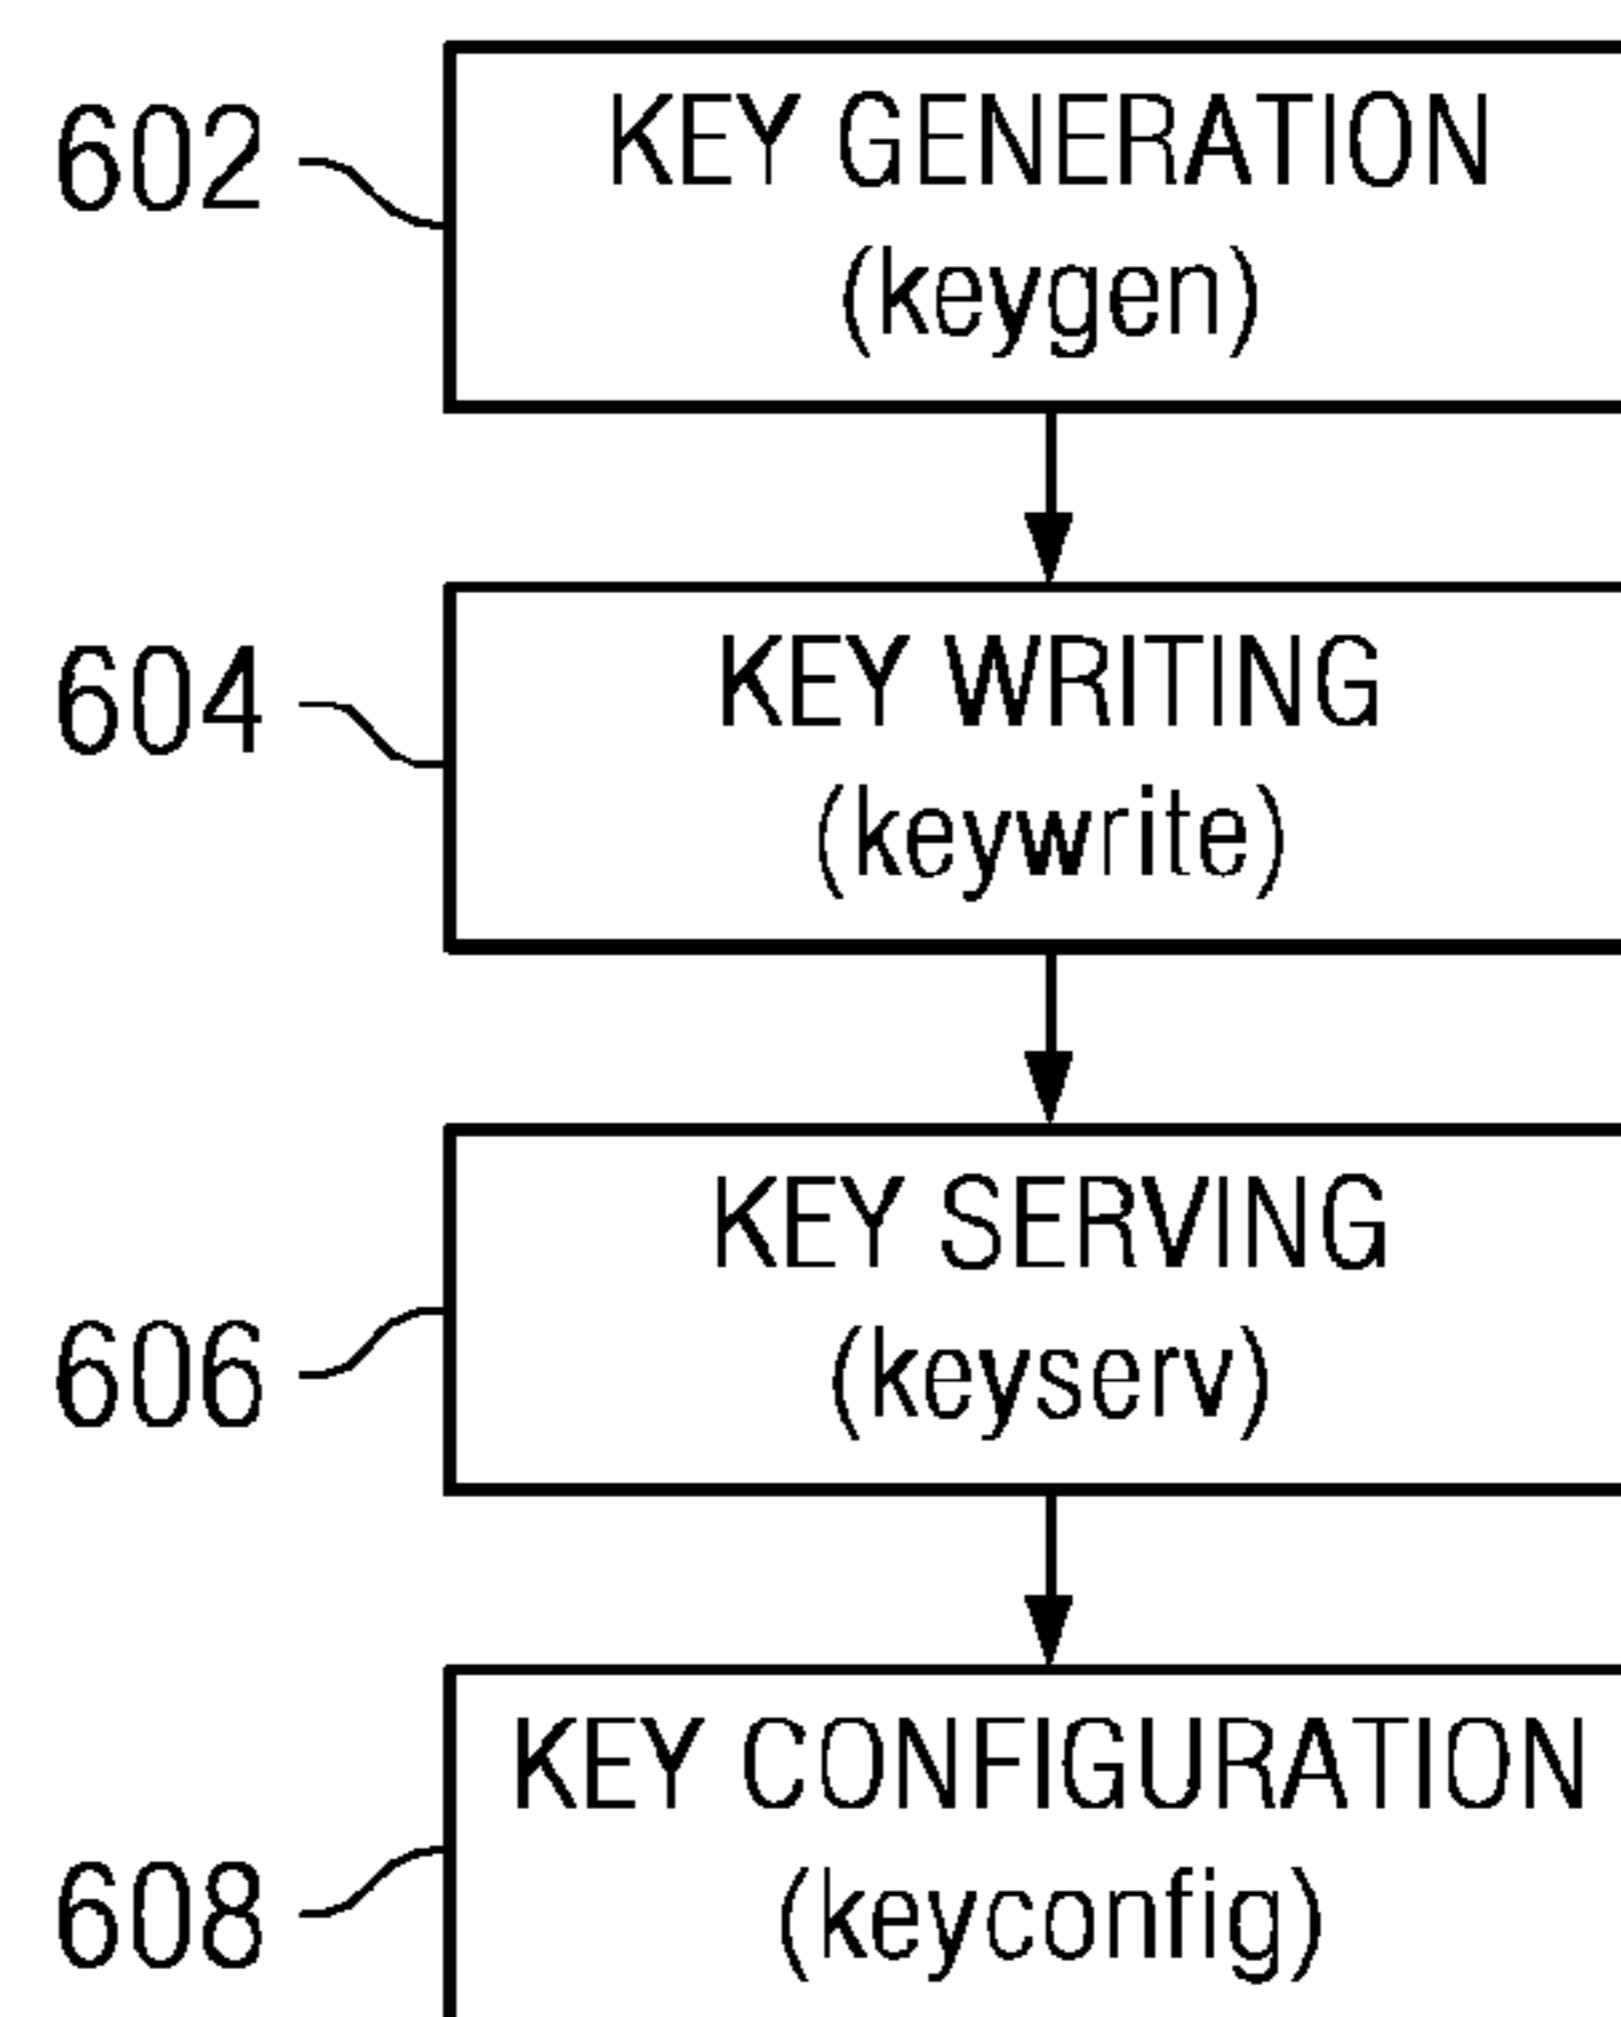 602
KEY GENERATION
(keygen)
604
KEY WRITING
(keywrite)
606
KEY SERVING
(keyserv)
608
KEY CONFIGURATION
(keyconfig)